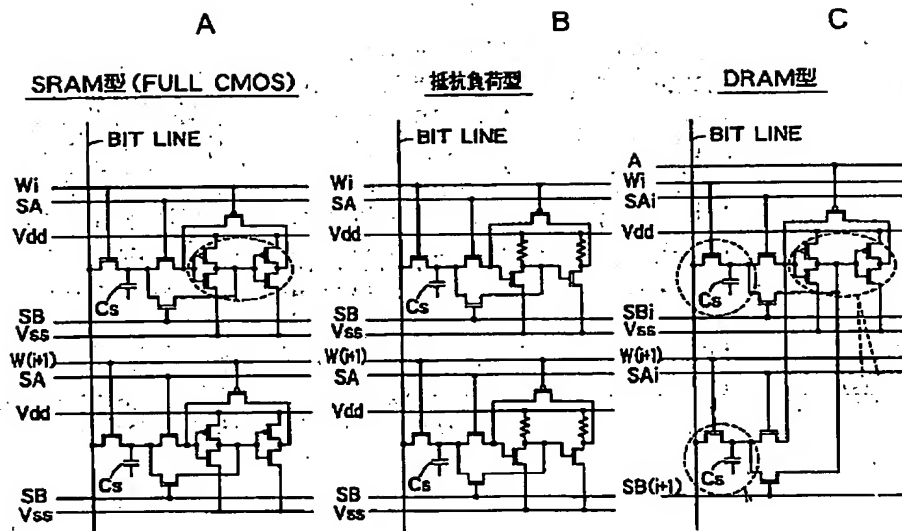 A
B
C
SRAM型(FULL CMOS)
抵抗負荷型
DRAM型
BIT LINE
Wi
SA
Vdd
Cs
SB
Vss
W(i+1)
SA
Vdd
Cs
SB
Vss
BIT LINE
Wi
SA
Vdd
Cs
SB
Vss
W(i+1)
SA
Vdd
Cs
SB
Vss
BIT LINE
A
Wi
SAi
Vdd
Cs
SBi
Vss
W(i+1)
SAi
Cs
SB(i+1)